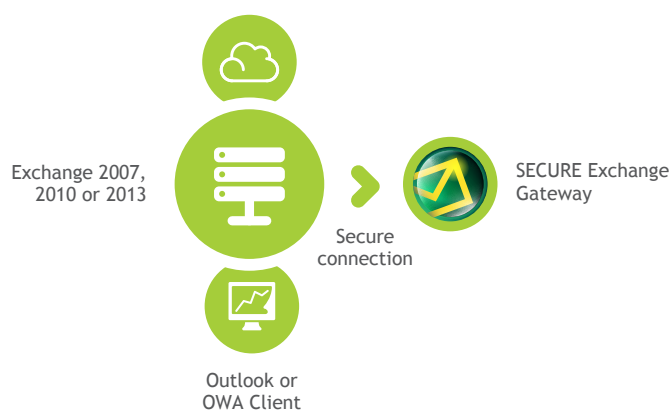 Exchange 2007,
2010 or 2013
Secure
connection
SECURE Exchange
Gateway
Outlook or
OWA Client